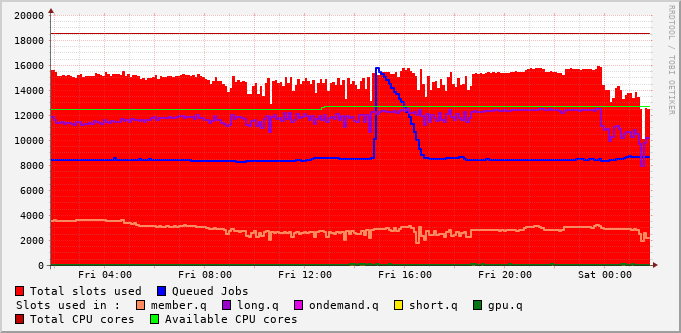 20000
18000
16000
14000
12000
10000
8000
6000
4000
2000
0
RRDTOOL / TOBI OETIKER
Fri 04:00 Fri 08:00 Fri 12:00 Fri 16:00 Fri 20:00 Sat 00:00
Total slots used Queued Jobs
Slots used in : member.q long.q ondemand.q short.q gpu.q
Total CPU cores Available CPU cores